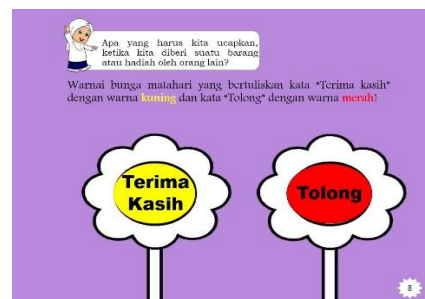 Apa yang harus kita ucapkan,
ketika kita diberi suatu barang
atau hadiah oleh orang lain?
Warnai bunga matahari yang bertuliskan kata "Terima kasih"
dengan warna kuning dan kata "Tolong" dengan warna merah!
Terima
Kasih
Tolong
8